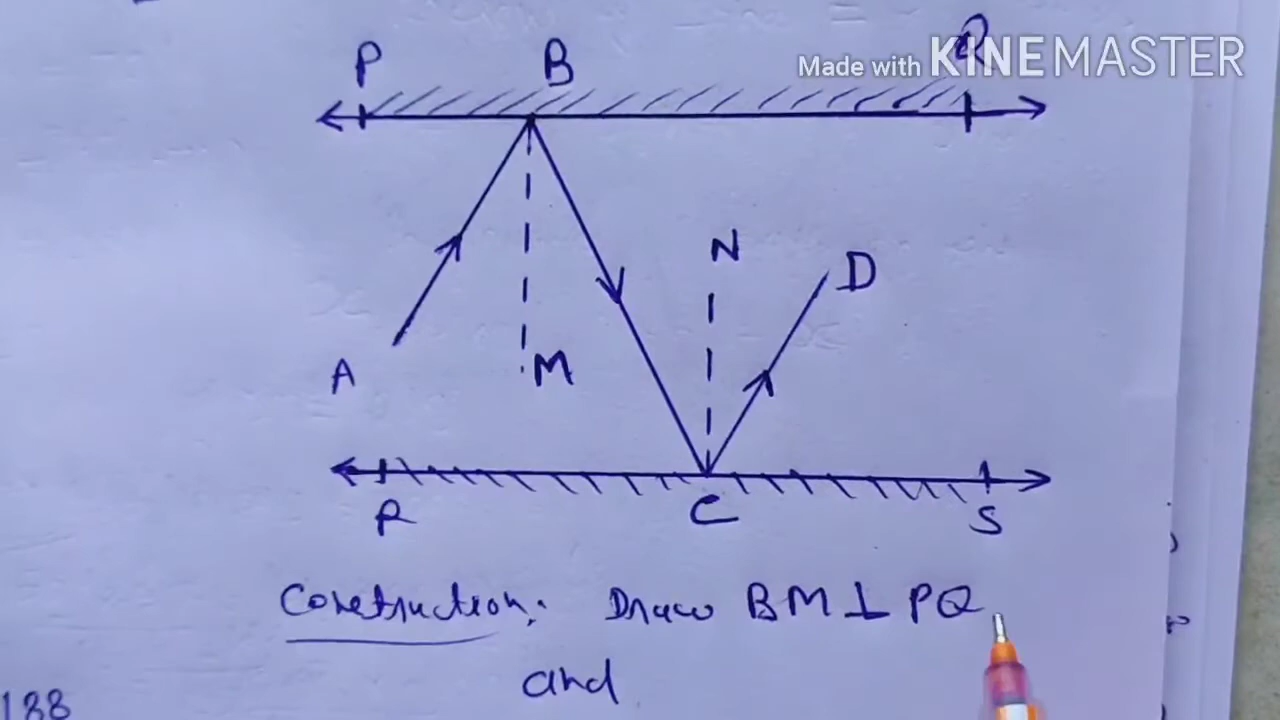 Made with KINEMASTER
P B Q
N
D
A M
R C S
Construction: Draw BM ⊥ PQ
and
188